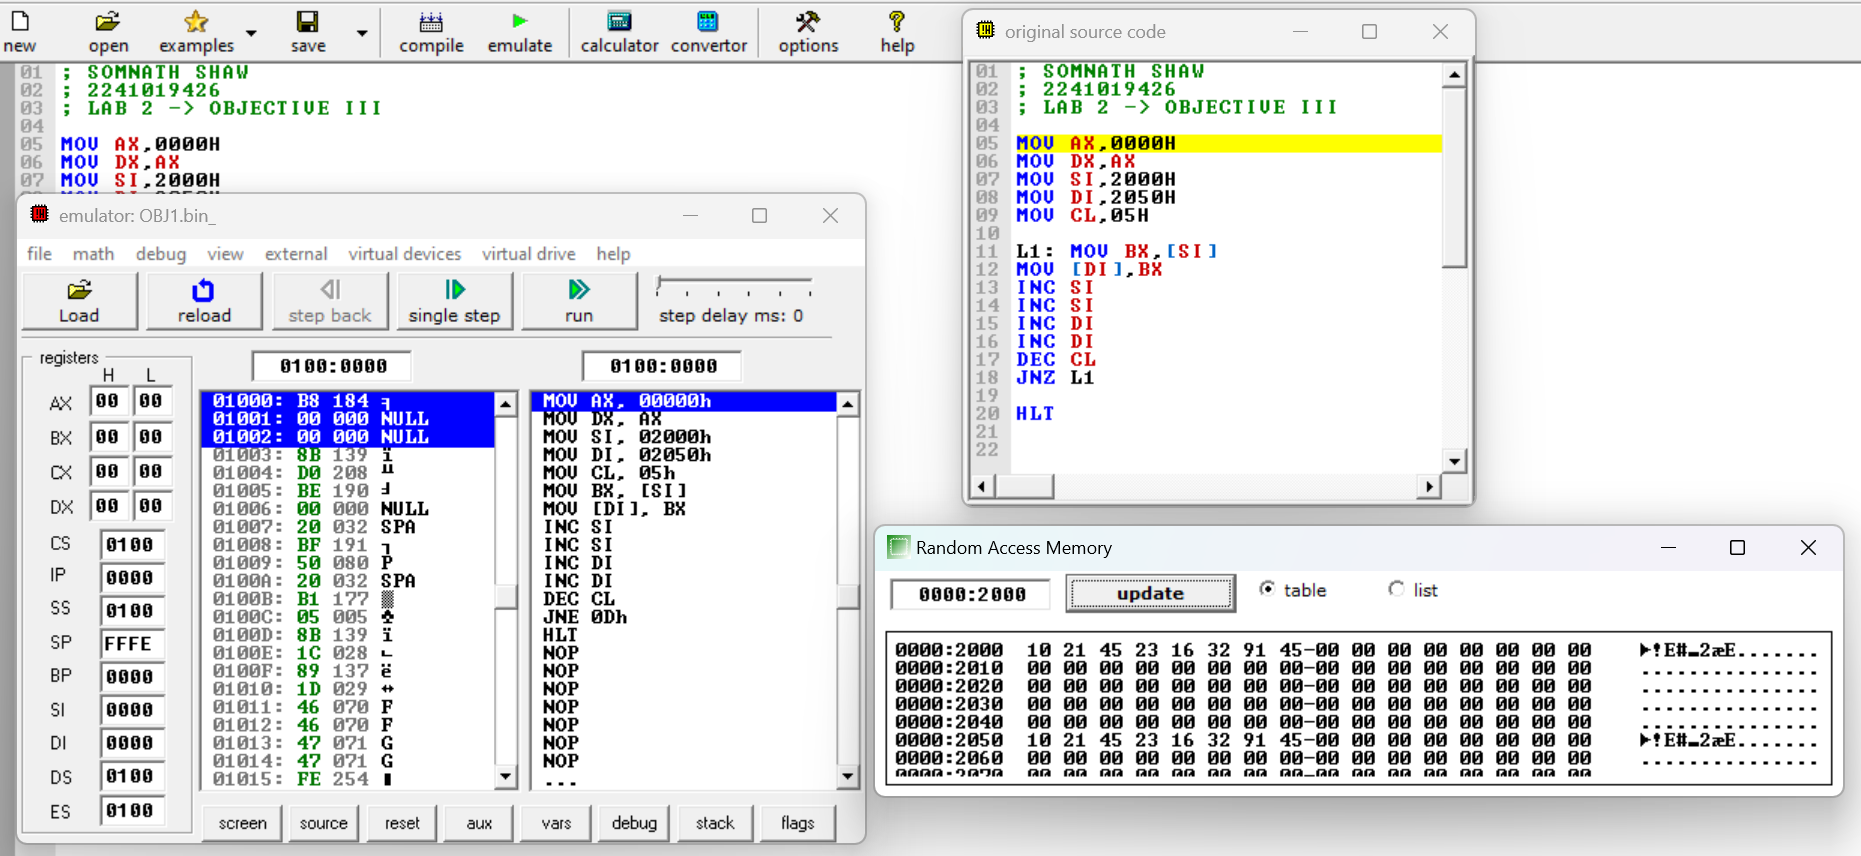 new open examples save compile emulate calculator convertor options help
01 ; SOMNATH SHAW
02 ; 2241019426
03 ; LAB 2 -> OBJECTIVE III
04
05 MOV AX,0000H
06 MOV DX,AX
07 MOV SI,2000H
emulator: OBJ1.bin_
file math debug view external virtual devices virtual drive help
Load reload step back single step run step delay ms: 0
registers
H L
AX 00 00
BX 00 00
CX 00 00
DX 00 00
CS 0100
IP 0000
SS 0100
SP FFFE
BP 0000
SI 0000
DI 0000
DS 0100
ES 0100
0100:0000
01000: B8 184 ╕
01001: 00 000 NULL
01002: 00 000 NULL
01003: 8B 139 ï
01004: D0 208 ╨
01005: BE 190 ╛
01006: 00 000 NULL
01007: 20 032 SPA
01008: BF 191 ┐
01009: 50 080 P
0100A: 20 032 SPA
0100B: B1 177 ▒
0100C: 05 005 ♣
0100D: 8B 139 ï
0100E: 1C 028 ∟
0100F: 89 137 ë
01010: 1D 029 ↔
01011: 46 070 F
01012: 46 070 F
01013: 47 071 G
01014: 47 071 G
01015: FE 254 ■
0100:0000
MOV AX, 00000h
MOV DX, AX
MOV SI, 02000h
MOV DI, 02050h
MOV CL, 05h
MOV BX, [SI]
MOV [DI], BX
INC SI
INC SI
INC DI
INC DI
DEC CL
JNE 0Dh
HLT
NOP
NOP
NOP
NOP
NOP
NOP
NOP
...
screen source reset aux vars debug stack flags
original source code
01 ; SOMNATH SHAW
02 ; 2241019426
03 ; LAB 2 -> OBJECTIVE III
04
05 MOV AX,0000H
06 MOV DX,AX
07 MOV SI,2000H
08 MOV DI,2050H
09 MOV CL,05H
10
11 L1: MOV BX,[SI]
12 MOV [DI],BX
13 INC SI
14 INC SI
15 INC DI
16 INC DI
17 DEC CL
18 JNZ L1
19
20 HLT
21
22
Random Access Memory
0000:2000 update table list
0000:2000 10 21 45 23 16 32 91 45-00 00 00 00 00 00 00 00 ►!E#▬2æE........
0000:2010 00 00 00 00 00 00 00 00-00 00 00 00 00 00 00 00 ................
0000:2020 00 00 00 00 00 00 00 00-00 00 00 00 00 00 00 00 ................
0000:2030 00 00 00 00 00 00 00 00-00 00 00 00 00 00 00 00 ................
0000:2040 00 00 00 00 00 00 00 00-00 00 00 00 00 00 00 00 ................
0000:2050 10 21 45 23 16 32 91 45-00 00 00 00 00 00 00 00 ►!E#▬2æE........
0000:2060 00 00 00 00 00 00 00 00-00 00 00 00 00 00 00 00 ................
0000:2070 00 00 00 00 00 00 00 00-00 00 00 00 00 00 00 00